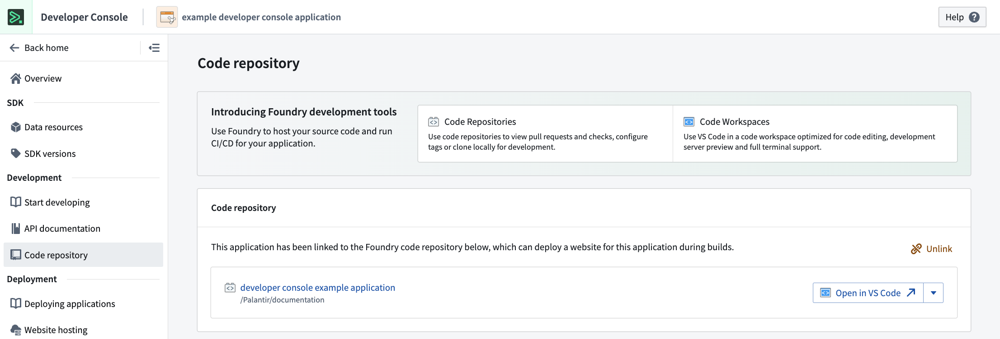 Developer Console
example developer console application
Help
Back home
Overview
SDK
Data resources
SDK versions
Development
Start developing
API documentation
Code repository
Deployment
Deploying applications
Website hosting
Code repository
Introducing Foundry development tools
Use Foundry to host your source code and run
CI/CD for your application.
Code Repositories
Use code repositories to view pull requests and checks, configure
tags or clone locally for development.
Code Workspaces
Use VS Code in a code workspace optimized for code editing, development
server preview and full terminal support.
Code repository
This application has been linked to the Foundry code repository below, which can deploy a website for this application during builds.
Unlink
developer console example application
/Palantir/documentation
Open in VS Code